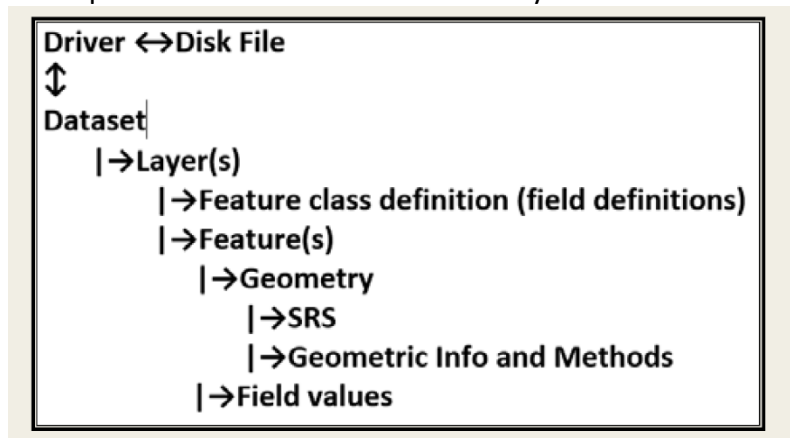 Driver ↔Disk File
↕
Dataset
|→Layer(s)
|→Feature class definition (field definitions)
|→Feature(s)
|→Geometry
|→SRS
|→Geometric Info and Methods
|→Field values